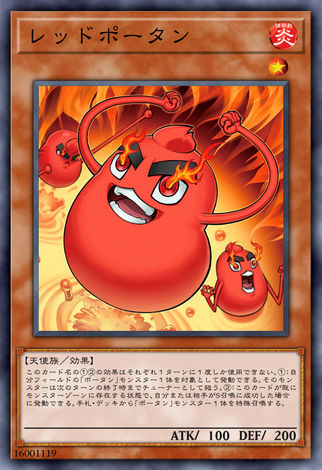 レッドポータン
ほのお
炎
【天使族／効果】
このカード名の①②の効果はそれぞれ１ターンに１度しか使用できない。①：自
分フィールドの「ポータン」モンスター１体を対象として発動できる。そのモンス
ターは次のターンの終了時までチューナーとして扱う。②：このカードが既に
モンスターゾーンに存在する状態で、自分または相手がS召喚に成功した場合
に発動できる。手札・デッキから「ポータン」モンスター１体を特殊召喚する。
ATK/ 100 DEF/ 200
16001119